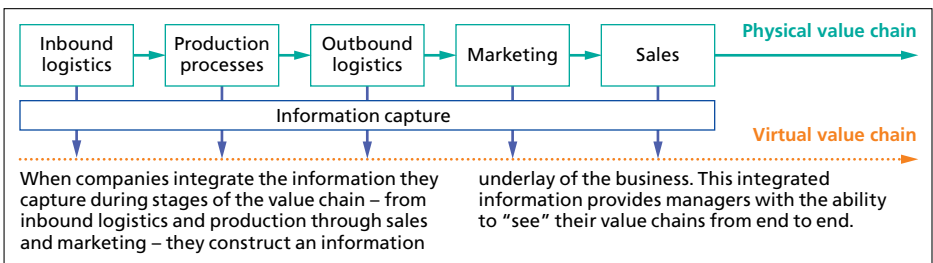 Inbound
logistics
Production
processes
Outbound
logistics
Marketing
Sales
Physical value chain
Information capture
Virtual value chain
When companies integrate the information they
capture during stages of the value chain – from
inbound logistics and production through sales
and marketing – they construct an information
underlay of the business. This integrated
information provides managers with the ability
to “see” their value chains from end to end.